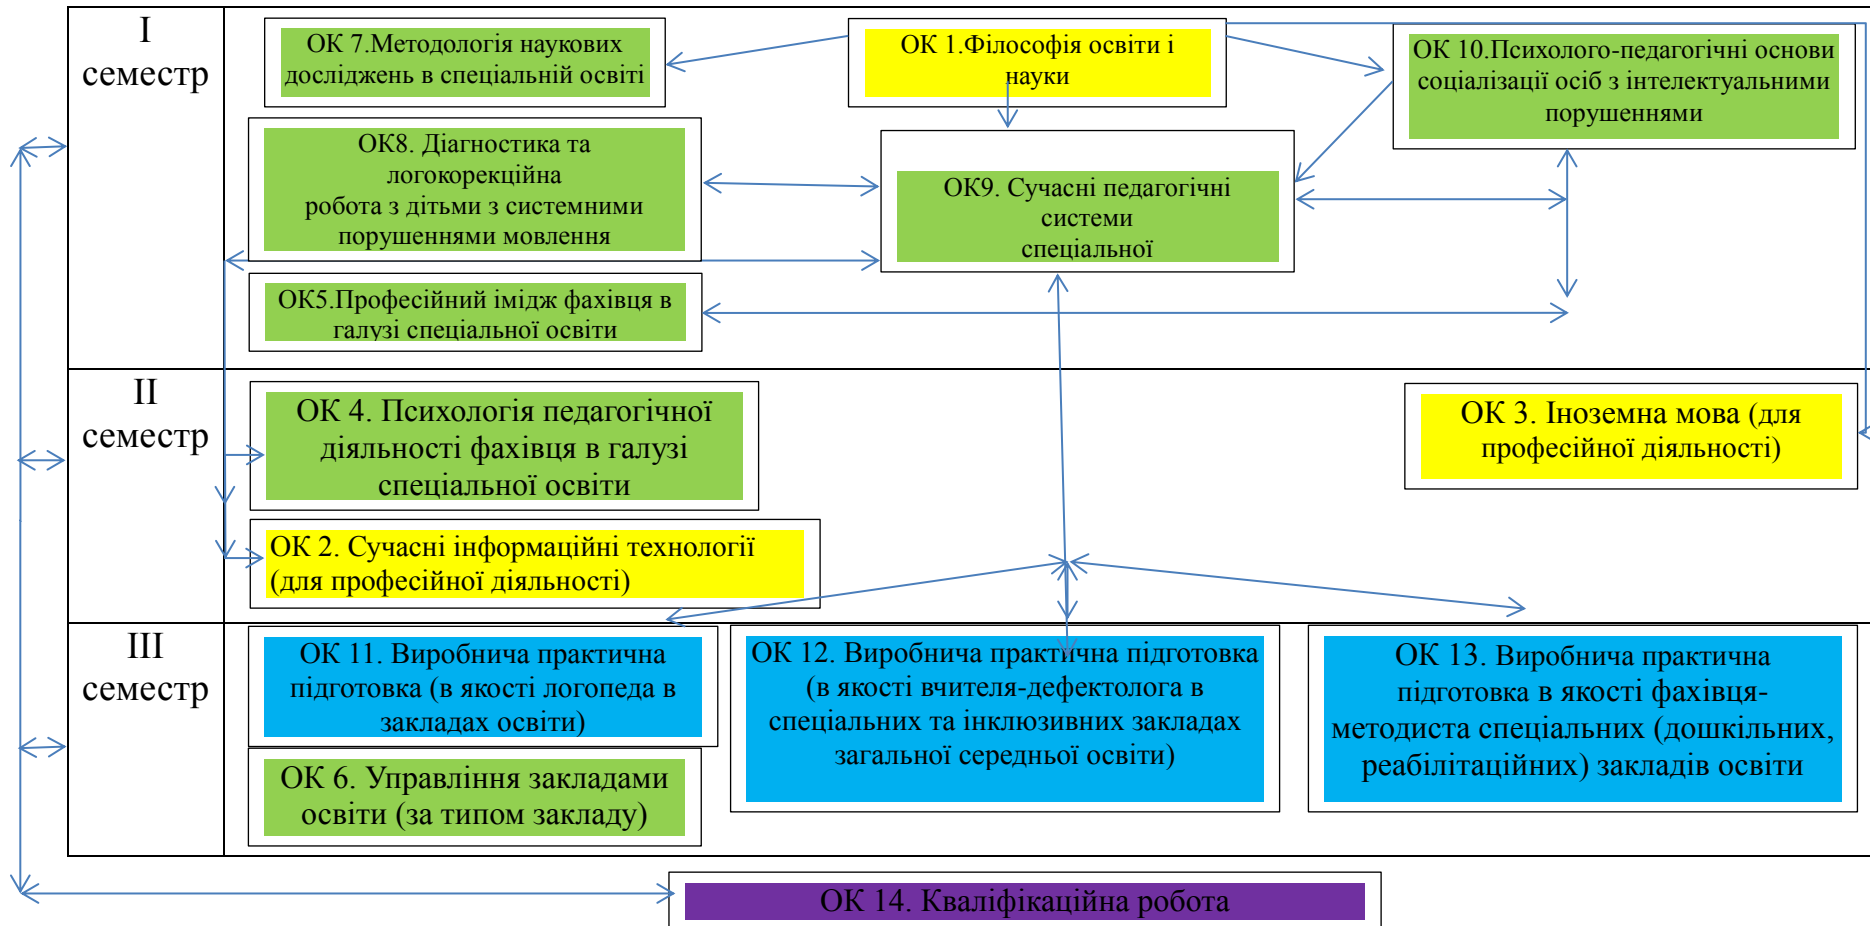 I
семестр
ОК 7.Методологія наукових
досліджень в спеціальній освіті
ОК 1.Філософія освіти і
науки
ОК 10.Психолого-педагогічні основи
соціалізації осіб з інтелектуальними
порушеннями
ОК8. Діагностика та
логокорекційна
робота з дітьми з системними
порушеннями мовлення
ОК9. Сучасні педагогічні
системи
спеціальної
ОК5.Професійний імідж фахівця в
галузі спеціальної освіти
II
семестр
ОК 4. Психологія педагогічної
діяльності фахівця в галузі
спеціальної освіти
ОК 3. Іноземна мова (для
професійної діяльності)
ОК 2. Сучасні інформаційні технології
(для професійної діяльності)
III
семестр
ОК 11. Виробнича практична
підготовка (в якості логопеда в
закладах освіти)
ОК 12. Виробнича практична підготовка
(в якості вчителя-дефектолога в
спеціальних та інклюзивних закладах
загальної середньої освіти)
ОК 13. Виробнича практична
підготовка в якості фахівця-
методиста спеціальних (дошкільних,
реабілітаційних) закладів освіти
ОК 6. Управління закладами
освіти (за типом закладу)
ОК 14. Кваліфікаційна робота